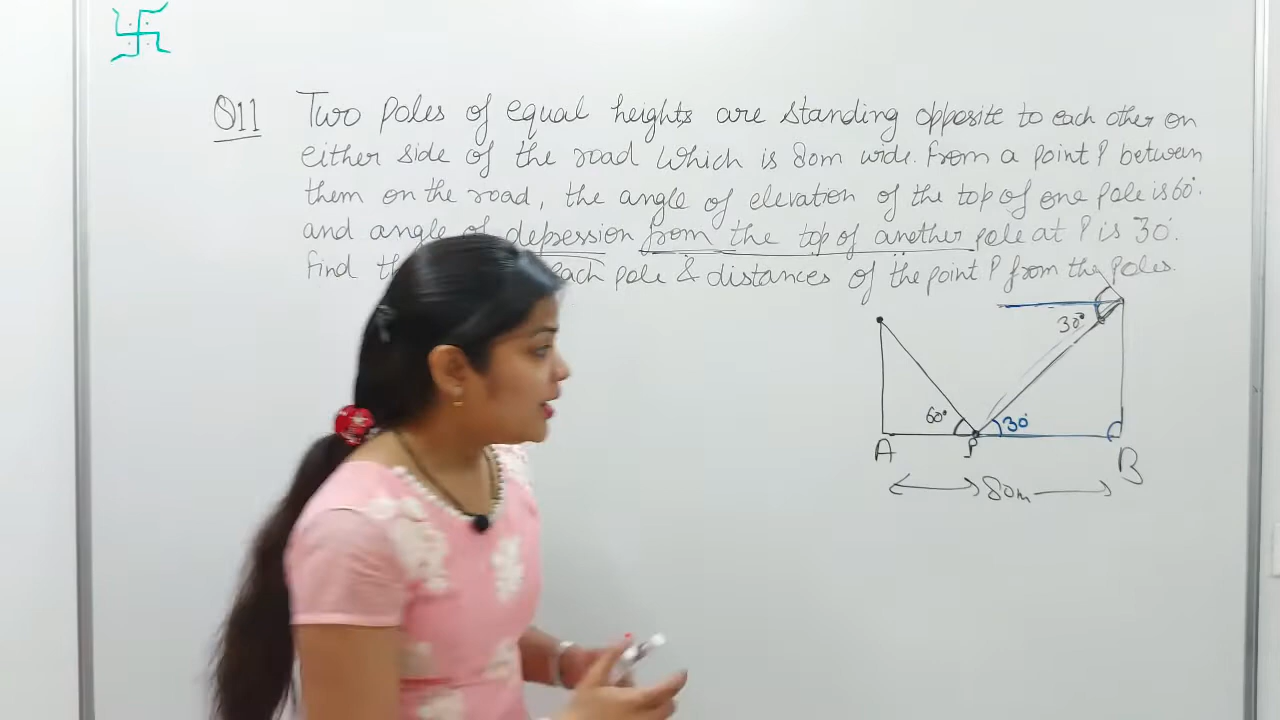 Q11 Two poles of equal heights are standing opposite to each other on
either side of the road which is 80m wide. From a point P between
them on the road, the angle of elevation of the top of one pole is 60°.
and angle of depression from the top of another pole at P is 30°.
Find each pole & distances of the point P from the poles.
30°
60°
30°
A
P
B
80m